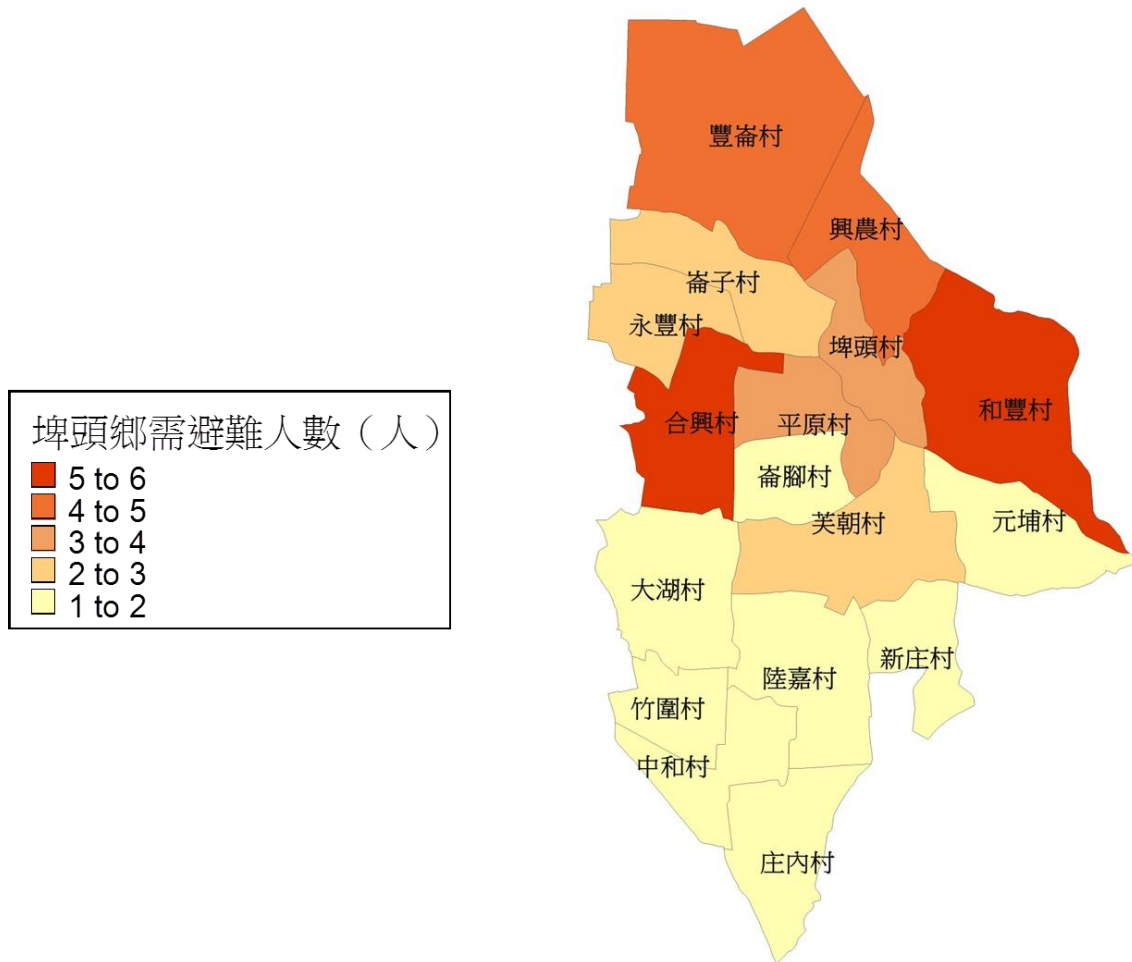 埤頭鄉需避難人數（人）
5 to 6
4 to 5
3 to 4
2 to 3
1 to 2
豐崙村
興農村
崙子村
永豐村
埤頭村
和豐村
合興村
平原村
崙腳村
芙朝村
元埔村
大湖村
新庄村
陸嘉村
竹圍村
中和村
庄內村